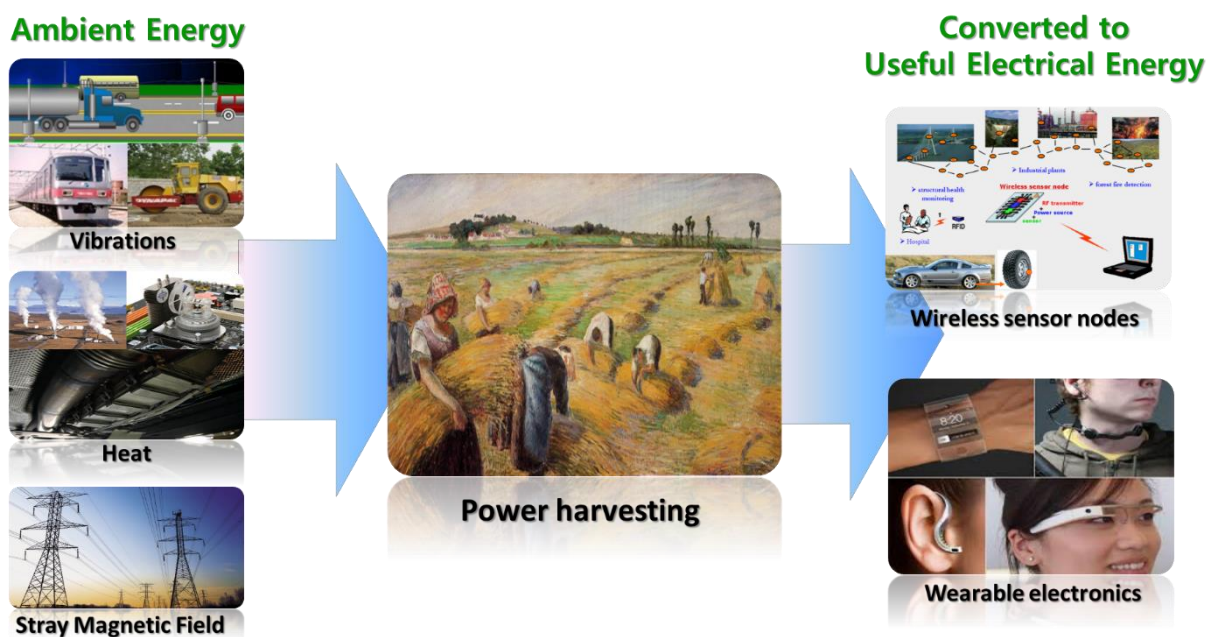 Ambient Energy
Vibrations
Heat
Stray Magnetic Field
Power harvesting
Converted to
Useful Electrical Energy
➢ Industrial plants
➢ structural health
monitoring
➢ forest fire detection
Wireless sensor node
RF transmitter
Power source
sensor
RFID
➢ Hospital
Wireless sensor nodes
8:20
Wearable electronics